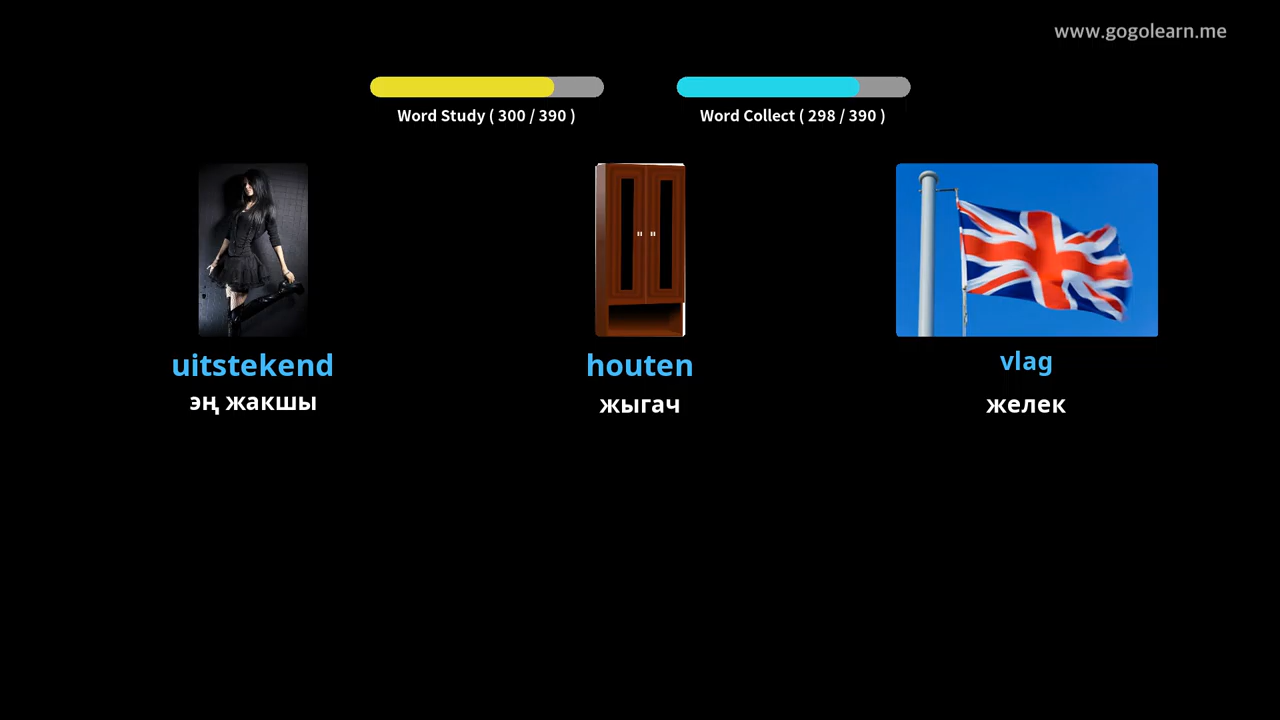 www.gogolearn.me
Word Study ( 300 / 390 )
Word Collect ( 298 / 390 )
uitstekend
houten
vlag
эң жакшы
жыгач
желек